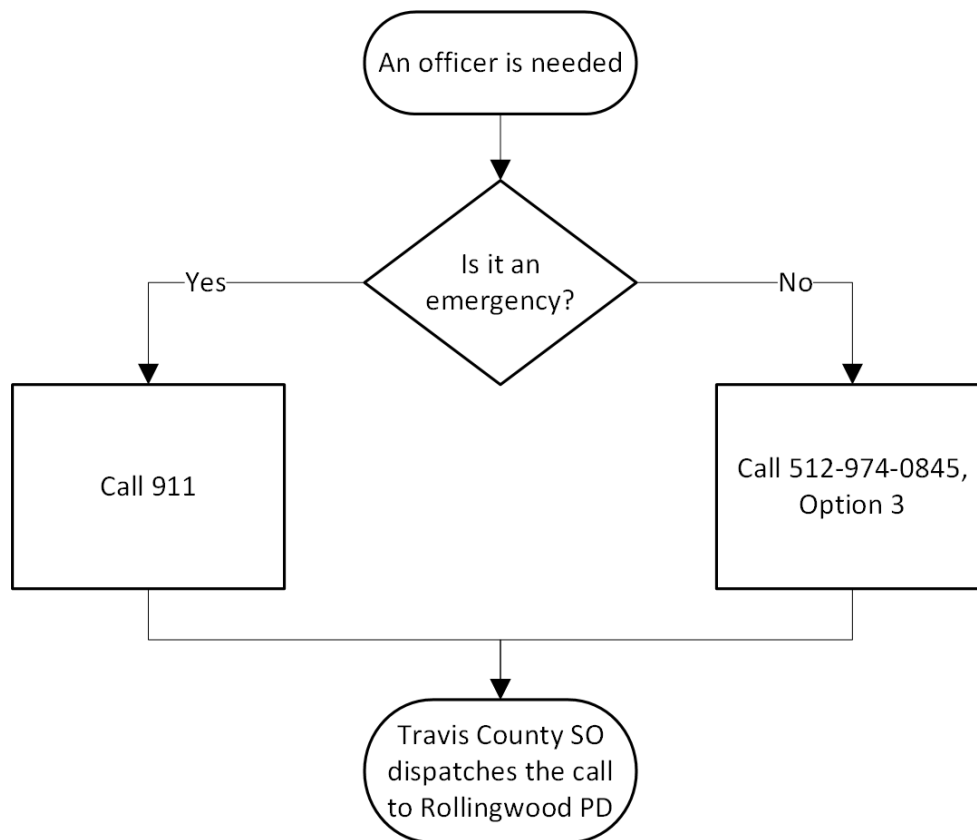 An officer is needed
Is it an
emergency?
Yes
No
Call 911
Call 512-974-0845,
Option 3
Travis County SO
dispatches the call
to Rollingwood PD